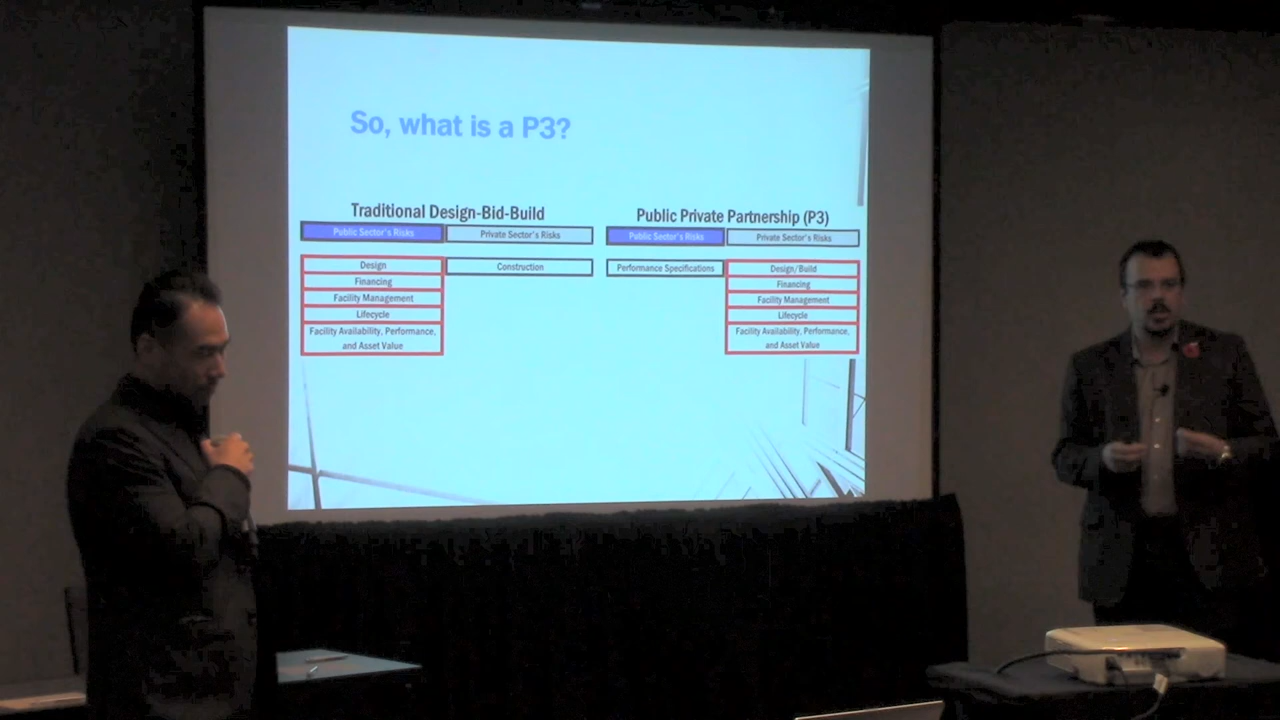 So, what is a P3?
Traditional Design-Bid-Build
Public Sector's Risks
Private Sector's Risks
Design
Construction
Financing
Facility Management
Lifecycle
Facility Availability, Performance,
and Asset Value
Public Private Partnership (P3)
Public Sector's Risks
Private Sector's Risks
Performance Specifications
Design/Build
Financing
Facility Management
Lifecycle
Facility Availability, Performance,
and Asset Value